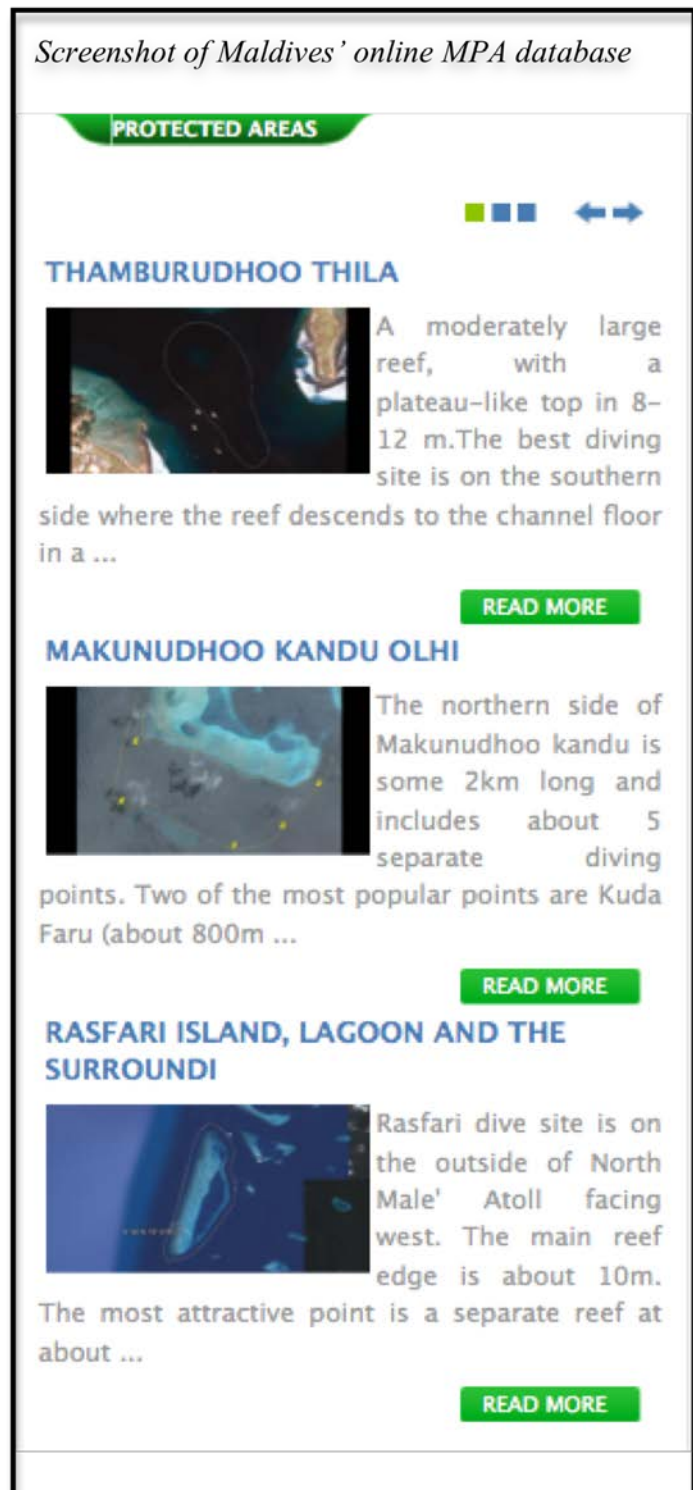 Screenshot of Maldives' online MPA database
PROTECTED AREAS
THAMBURUDHOO THILA
A moderately large
reef, with a
plateau-like top in 8-
12 m.The best diving
site is on the southern
side where the reef descends to the channel floor
in a ...
READ MORE
MAKUNUDHOO KANDU OLHI
The northern side of
Makunudhoo kandu is
some 2km long and
includes about 5
separate diving
points. Two of the most popular points are Kuda
Faru (about 800m ...
READ MORE
RASFARI ISLAND, LAGOON AND THE
SURROUNDI
Rasfari dive site is on
the outside of North
Male' Atoll facing
west. The main reef
edge is about 10m.
The most attractive point is a separate reef at
about ...
READ MORE